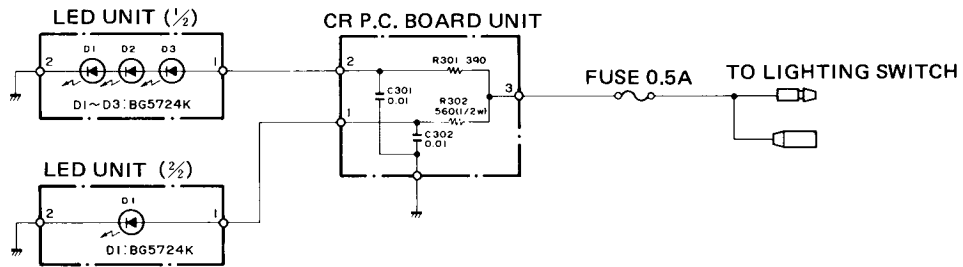 LED UNIT (1/2)
2 D1 D2 D3 1
D1~D3:BG5724K
CR P.C. BOARD UNIT
2 R301 390
C301
0.01
R302
560(1/2w)
1
C302
0.01
3
FUSE 0.5A
TO LIGHTING SWITCH
LED UNIT (2/2)
2 D1 1
D1:BG5724K